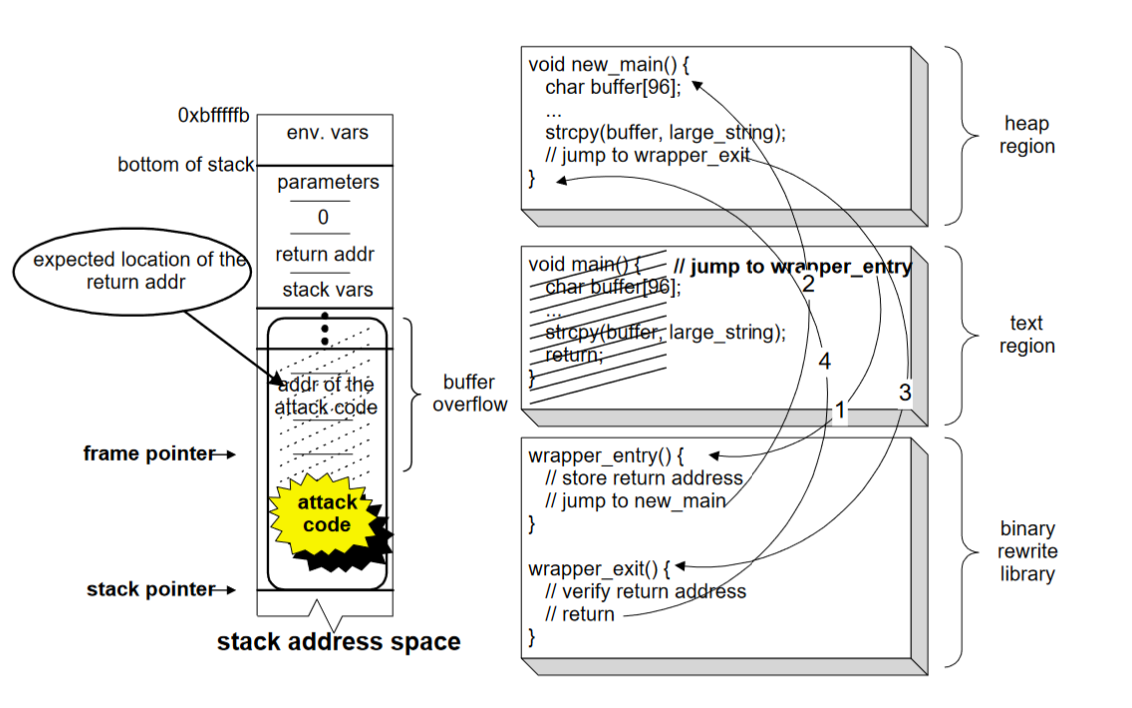 0xbfffffb
env. vars
bottom of stack
parameters
0
return addr
stack vars
expected location of the
return addr
addr of the
attack code
buffer
overflow
frame pointer
attack
code
stack pointer
stack address space
void new_main() {
char buffer[96];
...
strcpy(buffer, large_string);
// jump to wrapper_exit
}
heap
region
void main() { // jump to wrapper_entry
char buffer[96];
...
strcpy(buffer, large_string);
return;
}
2
4
3
1
text
region
wrapper_entry() {
// store return address
// jump to new_main
}
wrapper_exit() {
// verify return address
// return
}
binary
rewrite
library